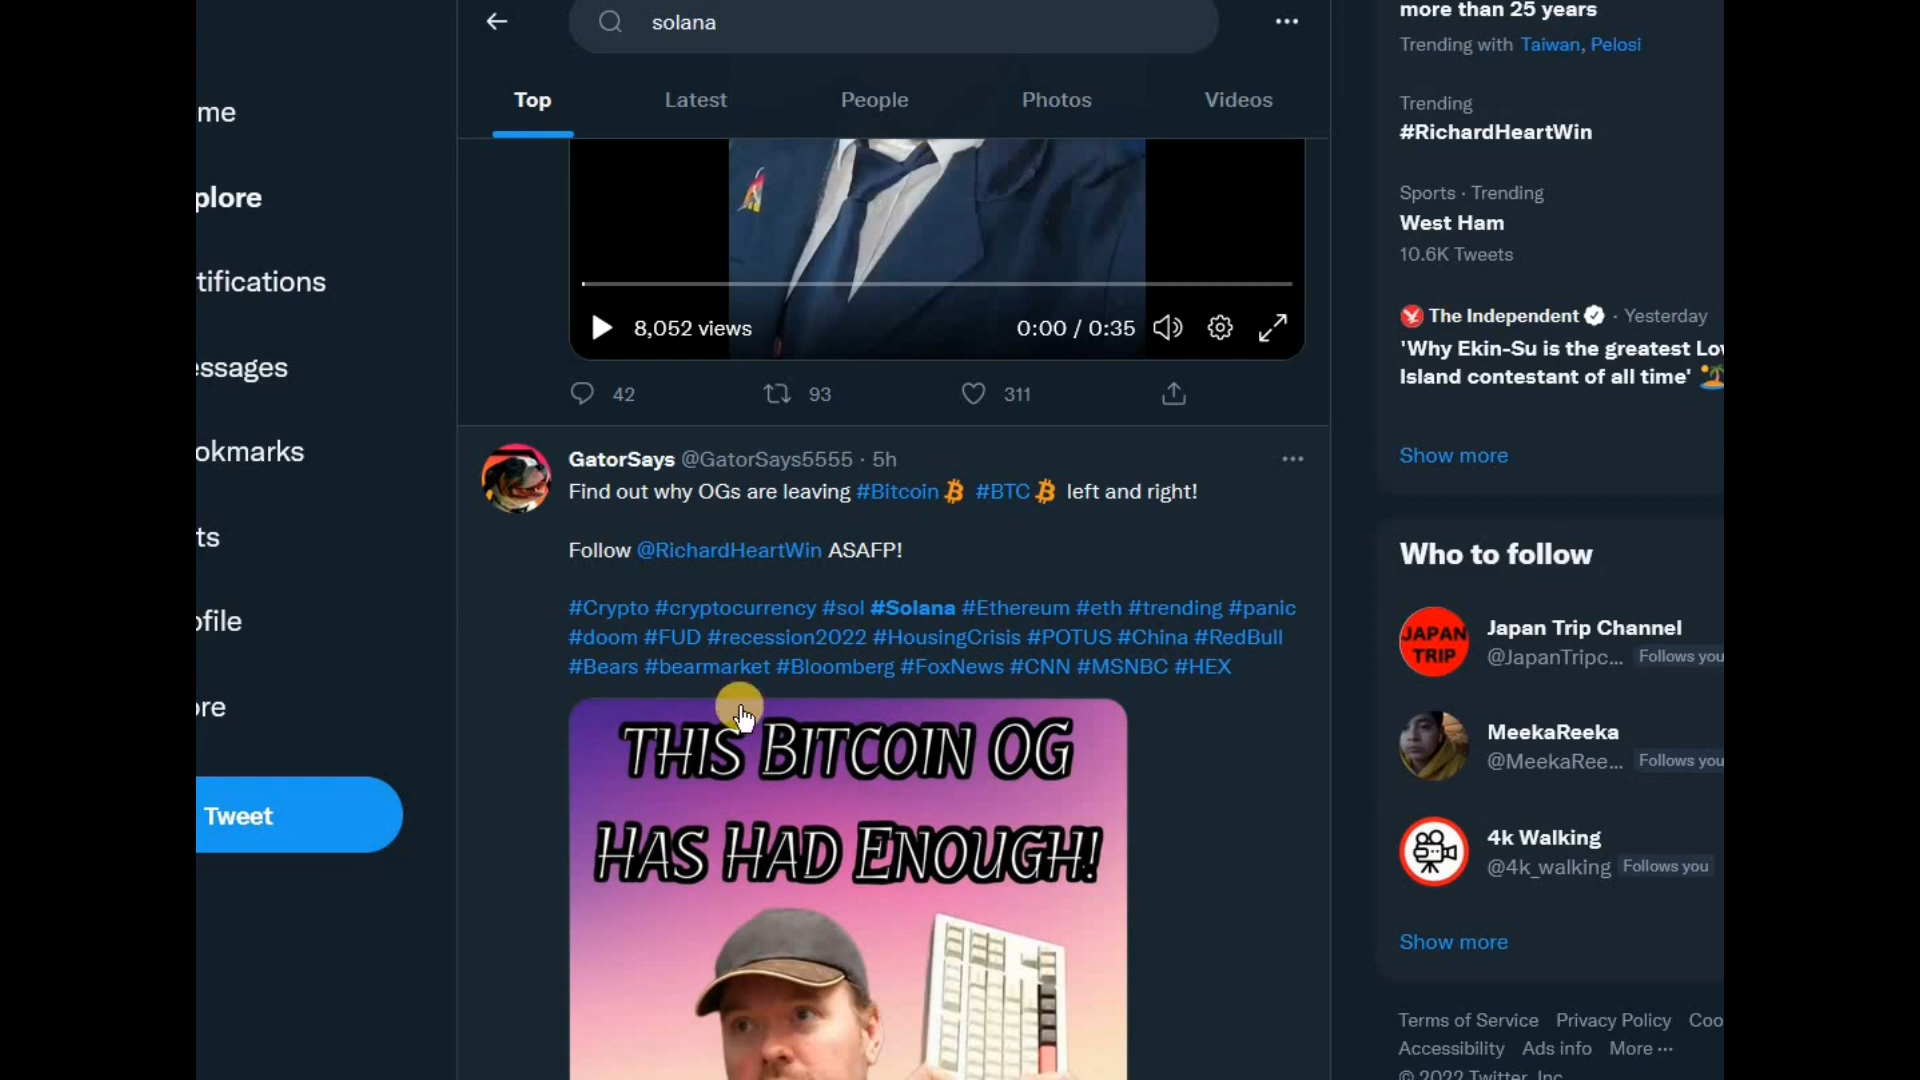 solana
Top
Latest
People
Photos
Videos
me
plore
tifications
essages
okmarks
ts
ofile
ore
Tweet
8,052 views
0:00 / 0:35
42
93
311
GatorSays @GatorSays5555 · 5h
Find out why OGs are leaving #Bitcoin #BTC left and right!
Follow @RichardHeartWin ASAFP!
#Crypto #cryptocurrency #sol #Solana #Ethereum #eth #trending #panic
#doom #FUD #recession2022 #HousingCrisis #POTUS #China #RedBull
#Bears #bearmarket #Bloomberg #FoxNews #CNN #MSNBC #HEX
THIS BITCOIN OG
HAS HAD ENOUGH!
more than 25 years
Trending with Taiwan, Pelosi
Trending
#RichardHeartWin
Sports · Trending
West Ham
10.6K Tweets
The Independent · Yesterday
'Why Ekin-Su is the greatest Lov
Island contestant of all time'
Show more
Who to follow
JAPAN
TRIP
Japan Trip Channel
@JapanTripc... Follows you
MeekaReeka
@MeekaRee... Follows you
4k Walking
@4k_walking Follows you
Show more
Terms of Service Privacy Policy Coo
Accessibility Ads info More ···
© 2022 Twitter, Inc.